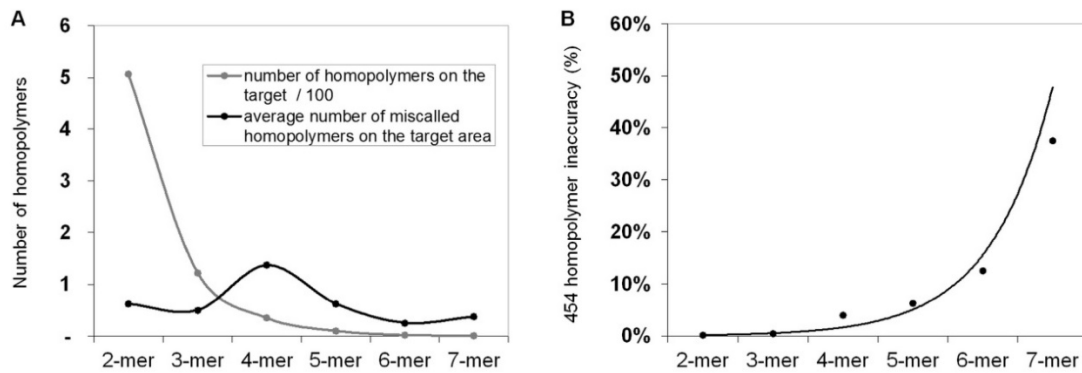 A
Number of homopolymers
6
5
4
3
2
1
-
number of homopolymers on the
target / 100
average number of miscalled
homopolymers on the target area
2-mer 3-mer 4-mer 5-mer 6-mer 7-mer
B
454 homopolymer inaccuracy (%)
60%
50%
40%
30%
20%
10%
0%
2-mer 3-mer 4-mer 5-mer 6-mer 7-mer